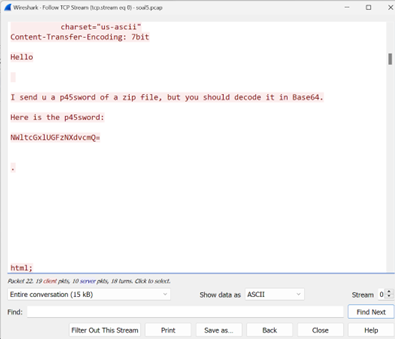 Wireshark - Follow TCP Stream (tcp.stream eq 0) - soal5.pcap
charset="us-ascii"
Content-Transfer-Encoding: 7bit
Hello
I send u a p45sword of a zip file, but you should decode it in Base64.
Here is the p45sword:
NWltcGxlUGFzNXdvcmQ=
.
html;
Packet 22. 19 client pkts, 10 server pkts, 18 turns. Click to select.
Entire conversation (15 kB) Show data as ASCII Stream 0
Find: Find Next
Filter Out This Stream Print Save as... Back Close Help